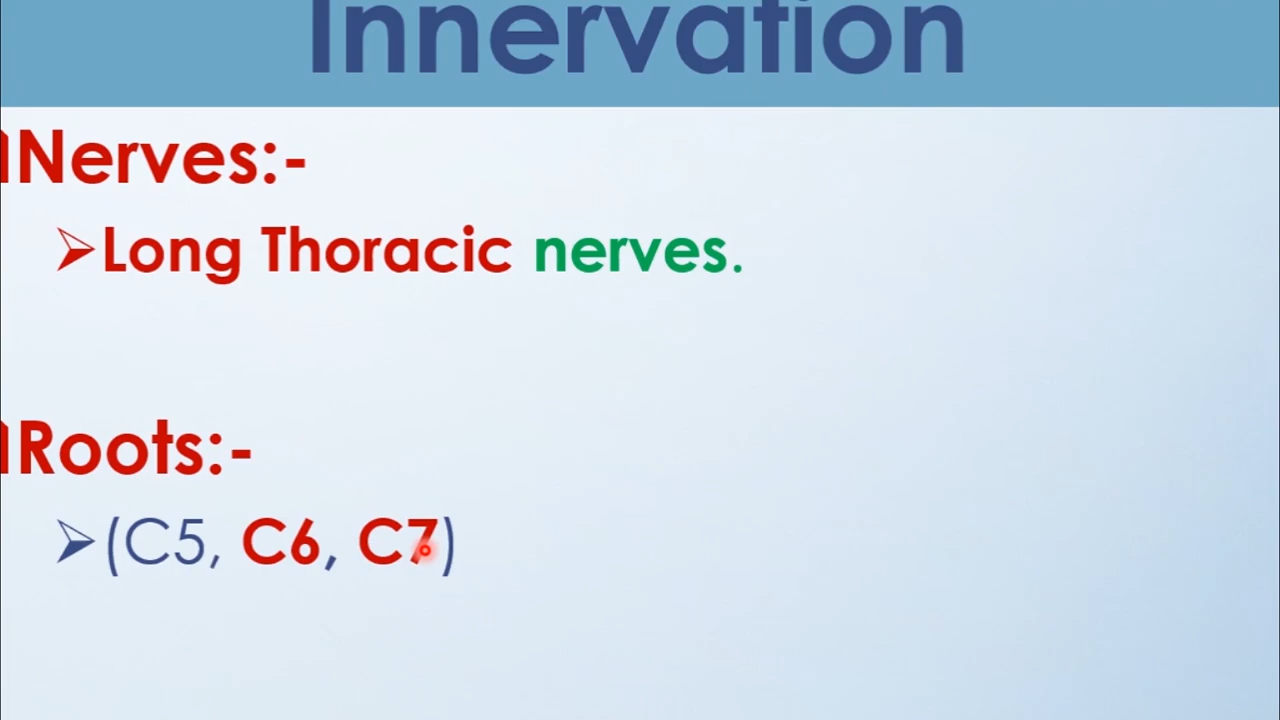 Innervation
Nerves:-
Long Thoracic nerves.
Roots:-
(C5, C6, C7)